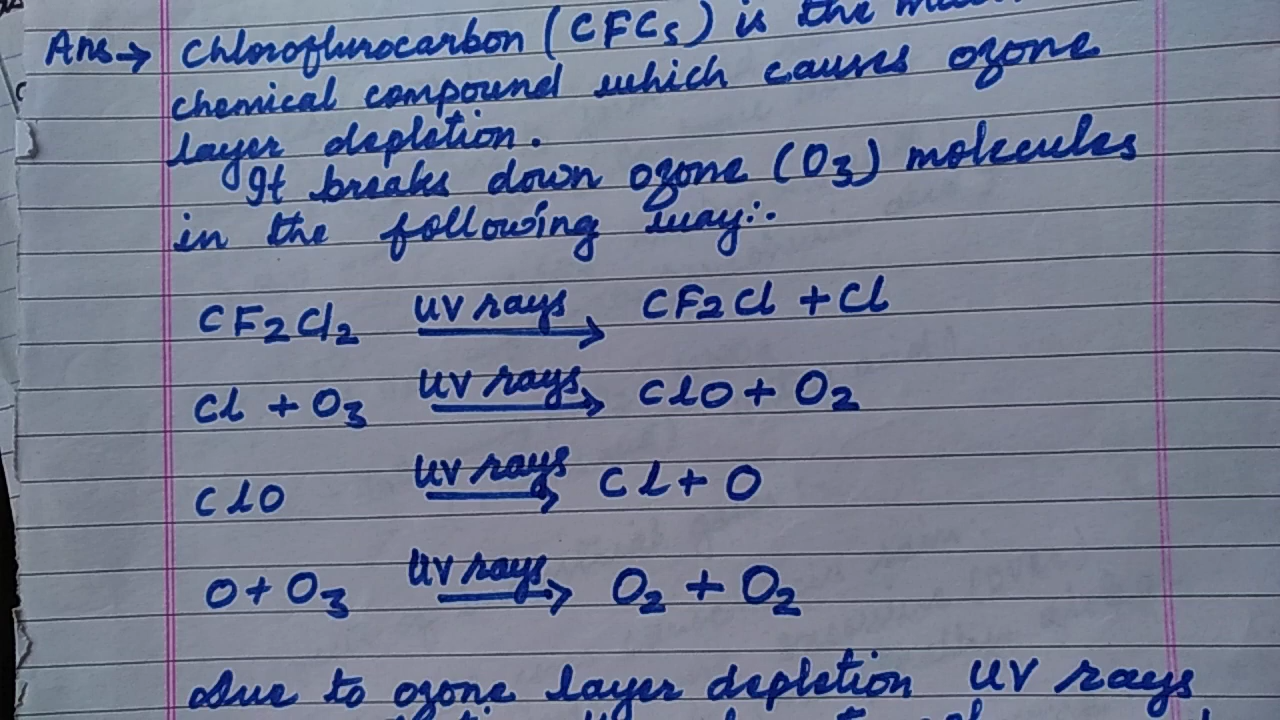 Ans→ Chloroflurocarbon (CFCs) is the
chemical compound which causes ozone
layer depletion.
It breaks down ozone (O3) molecules
in the following way:.
CF2Cl2 UV rays → CF2Cl + Cl
Cl + O3 UV rays → ClO + O2
ClO UV rays → Cl + O
O + O3 UV rays → O2 + O2
Due to ozone layer depletion UV rays